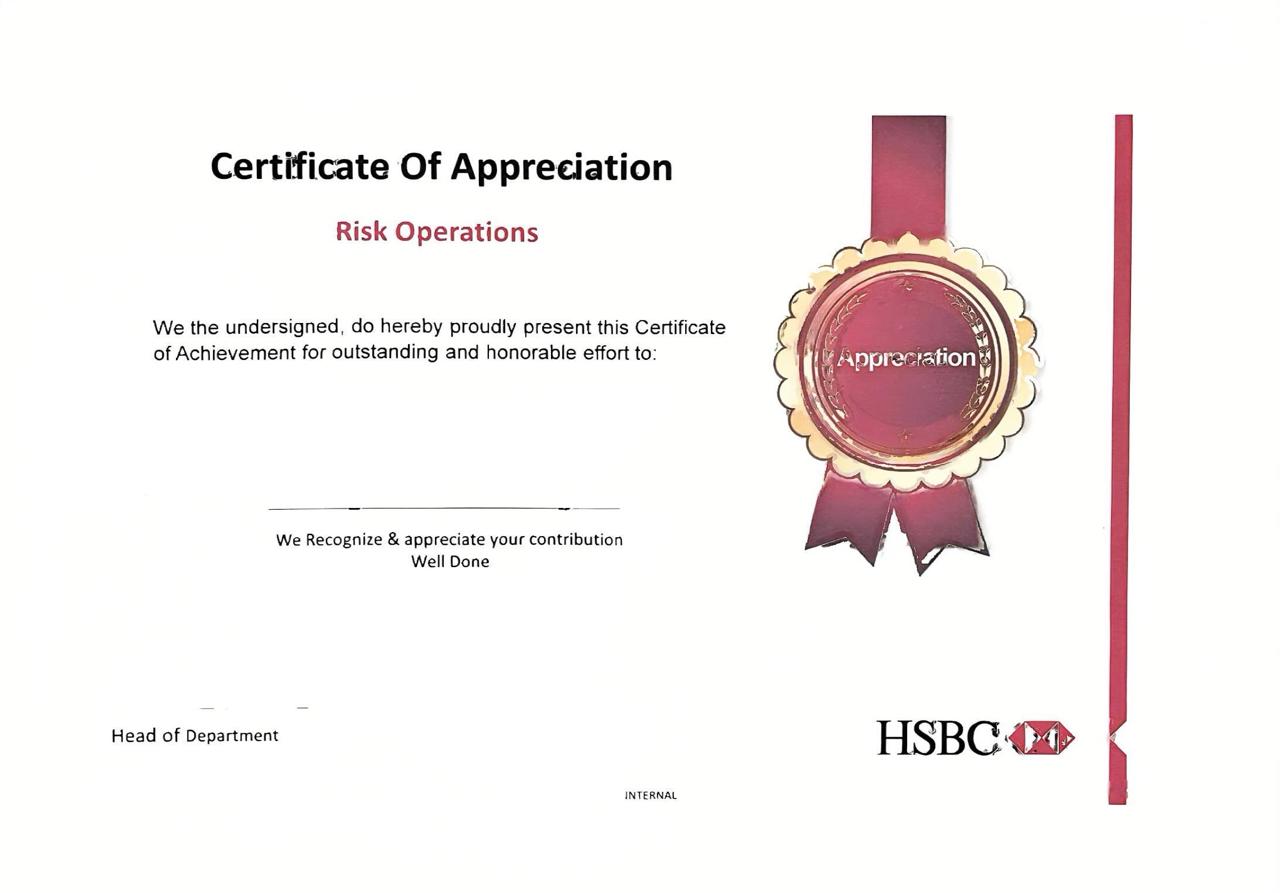 Certificate Of Appreciation
Risk Operations
We the undersigned, do hereby proudly present this Certificate
of Achievement for outstanding and honorable effort to:
Appreciation
We Recognize & appreciate your contribution
Well Done
Head of Department
HSBC
INTERNAL